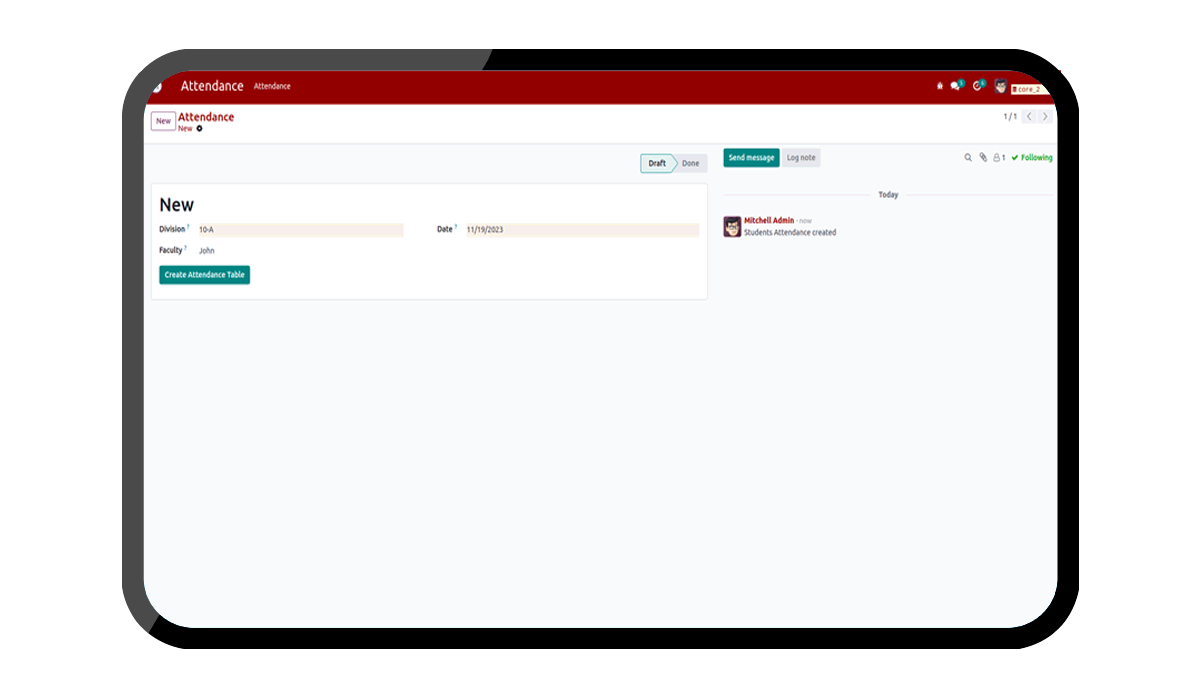 Attendance Attendance core_2
New Attendance 1/1
New
Draft Done Send message Log note 1 Following
Today
New
Mitchell Admin - now
Students Attendance created
Division ? 10-A Date ? 11/19/2023
Faculty ? John
Create Attendance Table